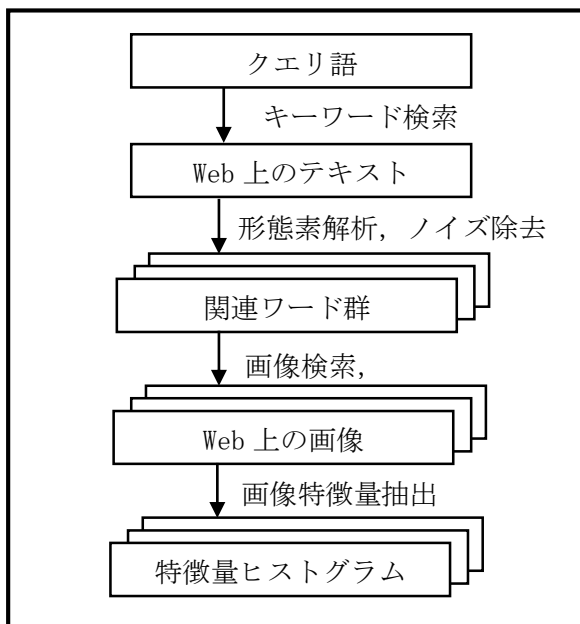 クエリ語
キーワード検索
Web 上のテキスト
形態素解析, ノイズ除去
関連ワード群
画像検索,
Web 上の画像
画像特徴量抽出
特徴量ヒストグラム